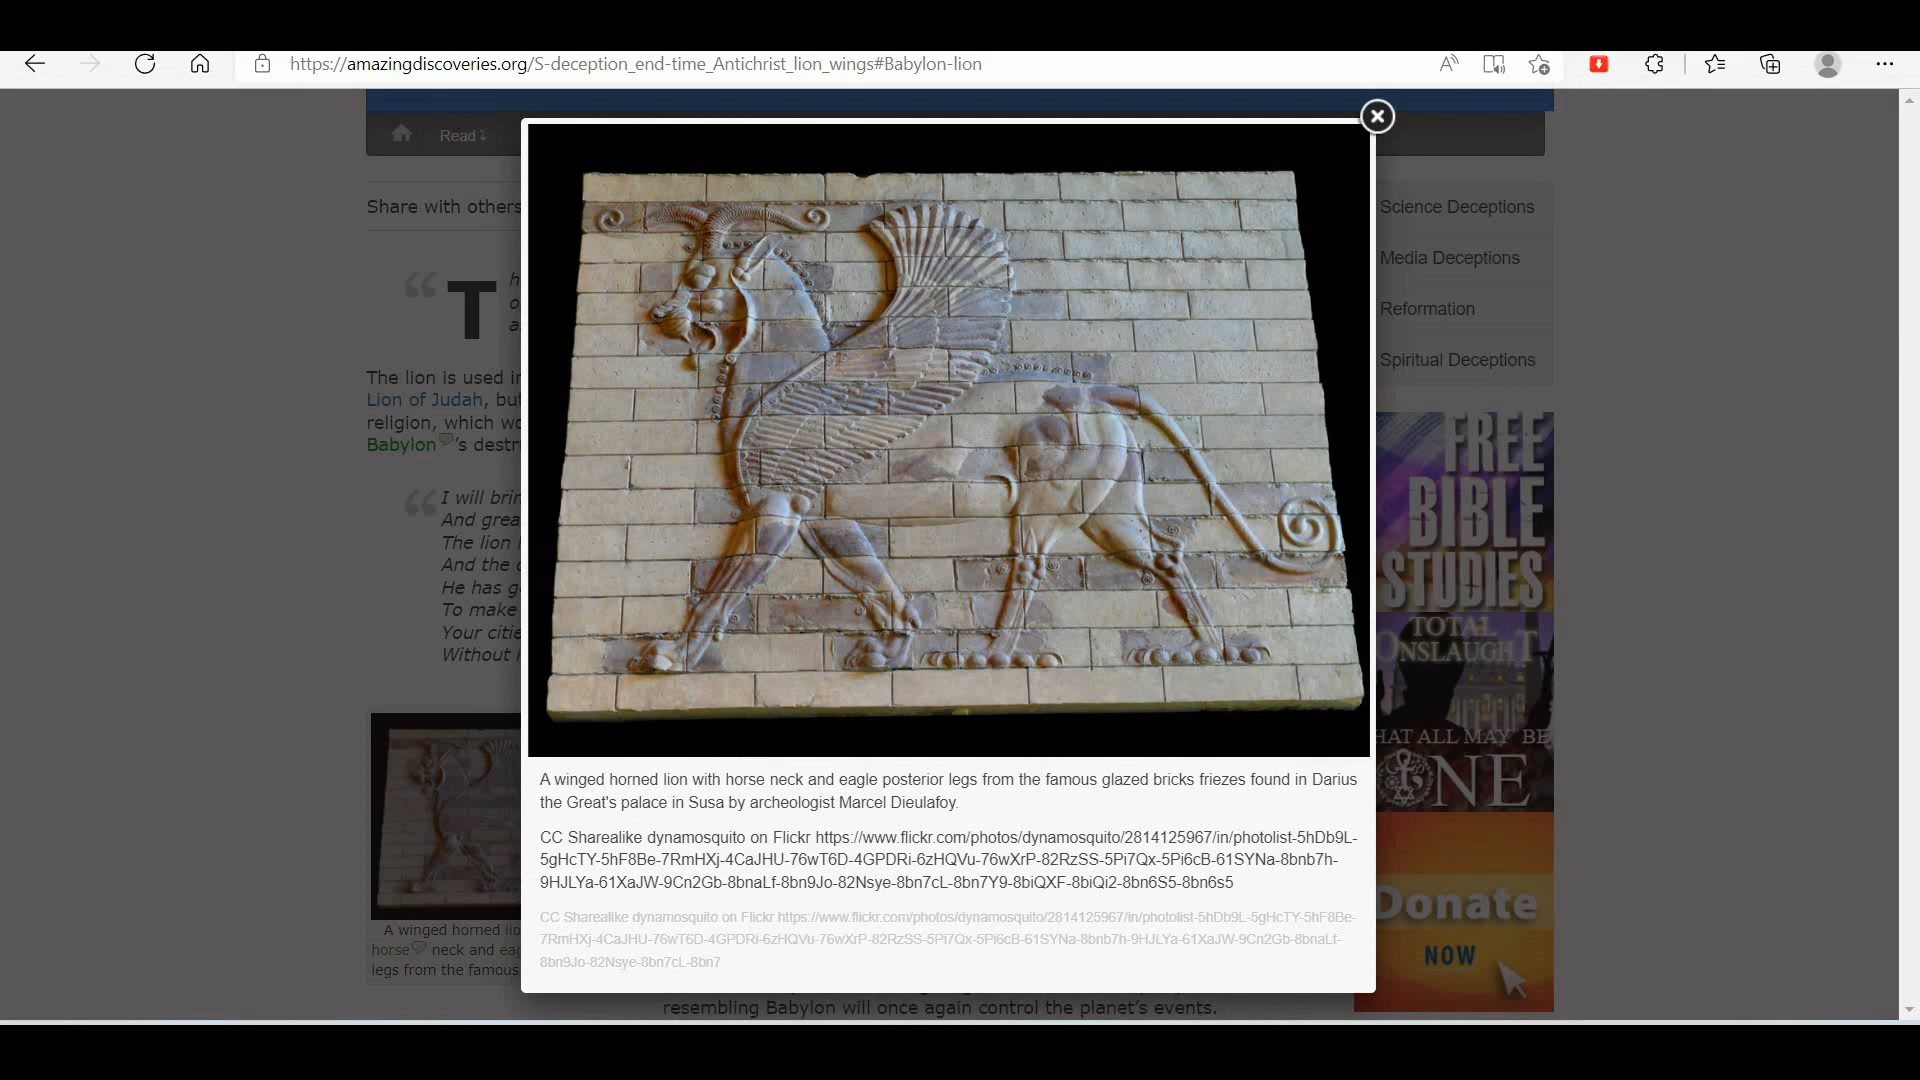 https://amazingdiscoveries.org/S-deception_end-time_Antichrist_lion_wings#Babylon-lion
Read
Share with others
T
The lion is used
Lion of Judah, but
religion, which
Babylon's
I will
And
The lion
And the
He has
To make
Your
Without
A winged horned
horse neck and
legs from the famous
A winged horned lion with horse neck and eagle posterior legs from the famous glazed bricks friezes found in Darius
the Great's palace in Susa by archeologist Marcel Dieulafoy.
CC Sharealike dynamosquito on Flickr https://www.flickr.com/photos/dynamosquito/2814125967/in/photolist-5hDb9L-
5gHcTY-5hF8Be-7RmHXj-4CaJHU-76wT6D-4GPDRi-6zHQVu-76wXrP-82RzSS-5Pi7Qx-5Pi6cB-61SYNa-8bnb7h-
9HJLYa-61XaJW-9Cn2Gb-8bnaLf-8bn9Jo-82Nsye-8bn7cL-8bn7Y9-8biQXF-8biQi2-8bn6S5-8bn6s5
CC Sharealike dynamosquito on Flickr https://www.flickr.com/photos/dynamosquito/2814125967/in/photolist-5hDb9L-5gHcTY-5hF8Be-
7RmHXj-4CaJHU-76wT6D-4GPDRi-6zHQVu-76wXrP-82RzSS-5Pi7Qx-5Pi6cB-61SYNa-8bnb7h-9HJLYa-61XaJW-9Cn2Gb-8bnaLf-
8bn9Jo-82Nsye-8bn7cL-8bn7
resembling Babylon will once again control the planet's events.
Science Deceptions
Media Deceptions
Reformation
Spiritual Deceptions
FREE
BIBLE
STUDIES
TOTAL
ONSLAUGHT
HAT ALL MAY BE
ONE
Donate
NOW